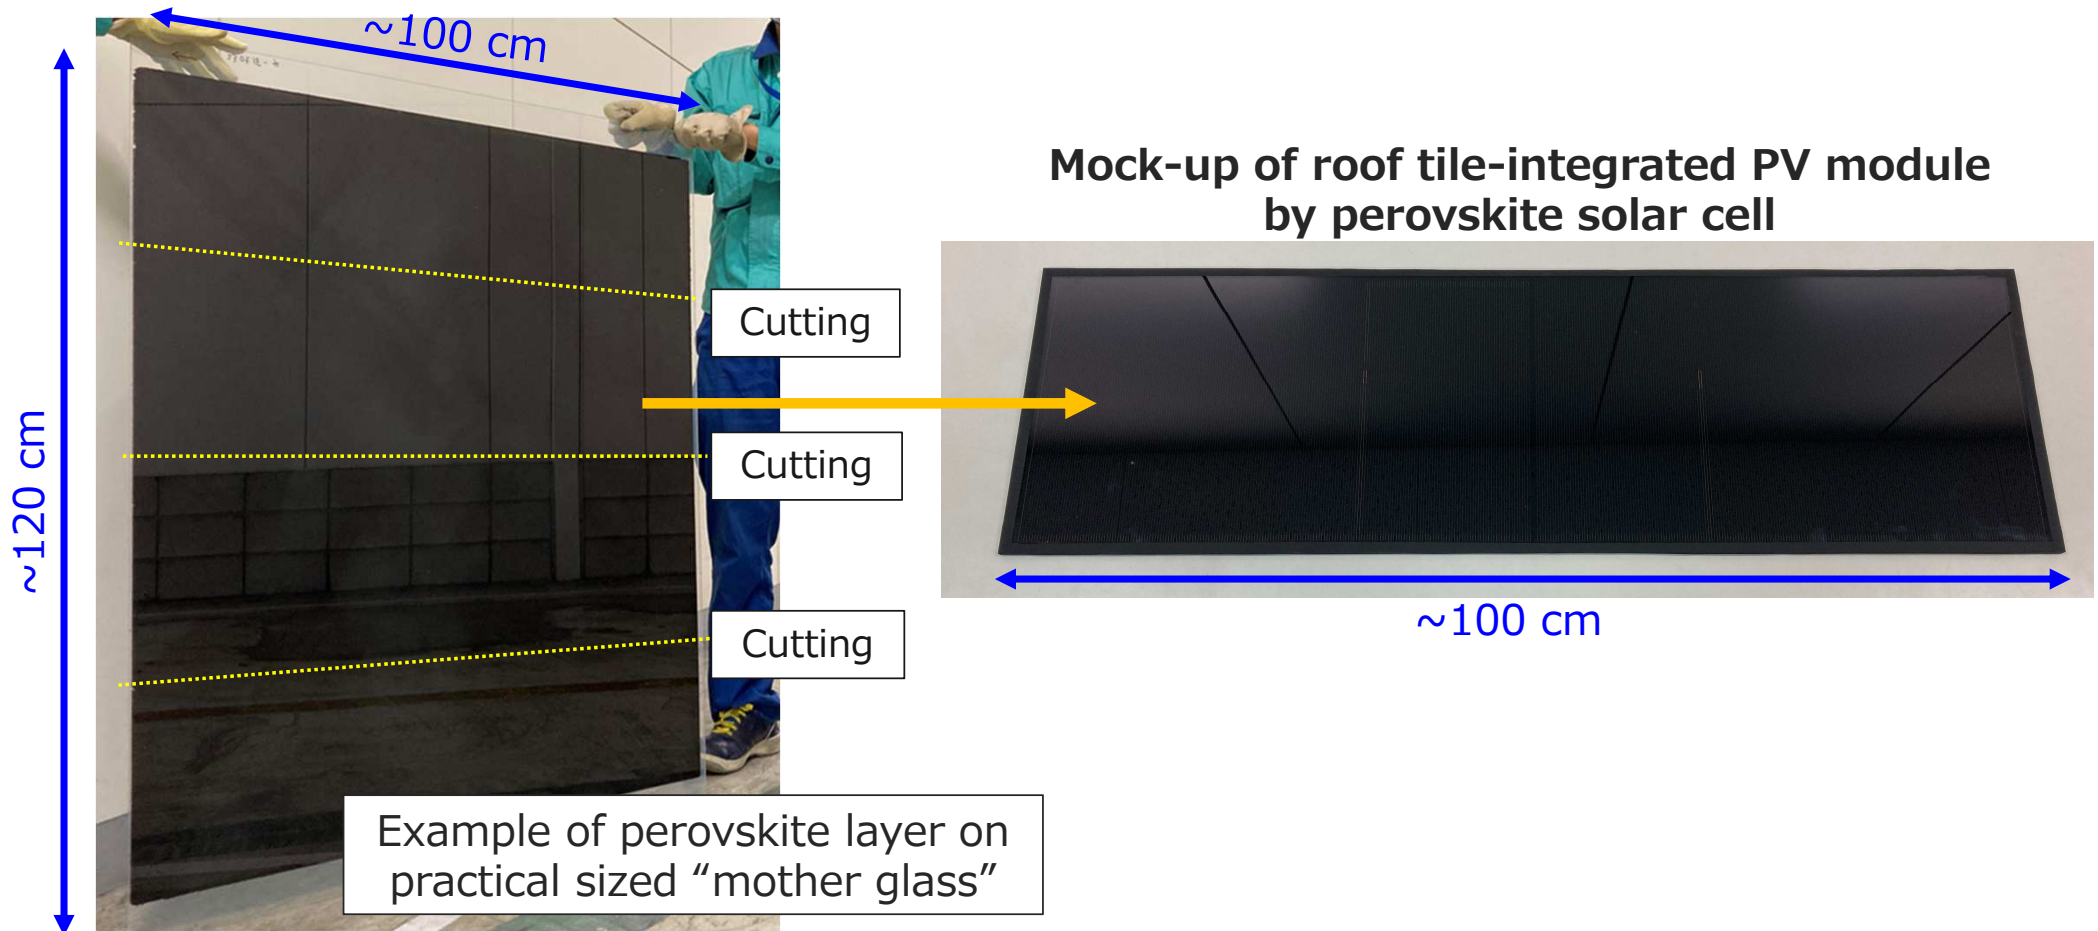 ~100 cm
~120 cm
Cutting
Cutting
Cutting
Example of perovskite layer on
practical sized “mother glass”
Mock-up of roof tile-integrated PV module
by perovskite solar cell
~100 cm